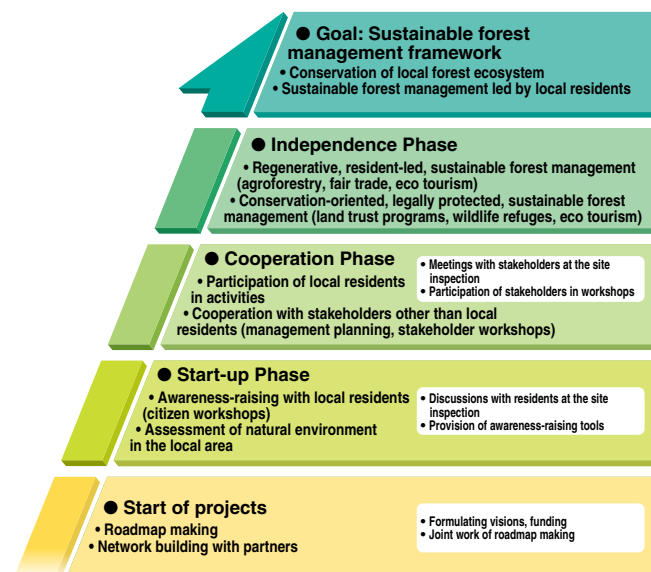 ● Goal: Sustainable forest
management framework
• Conservation of local forest ecosystem
• Sustainable forest management led by local residents
● Independence Phase
• Regenerative, resident-led, sustainable forest management
(agroforestry, fair trade, eco tourism)
• Conservation-oriented, legally protected, sustainable forest
management (land trust programs, wildlife refuges, eco tourism)
● Cooperation Phase
• Participation of local residents
in activities
• Cooperation with stakeholders other than local
residents (management planning, stakeholder workshops)
• Meetings with stakeholders at the site
inspection
• Participation of stakeholders in workshops
● Start-up Phase
• Awareness-raising with local residents
(citizen workshops)
• Assessment of natural environment
in the local area
• Discussions with residents at the site
inspection
• Provision of awareness-raising tools
● Start of projects
• Roadmap making
• Network building with partners
• Formulating visions, funding
• Joint work of roadmap making